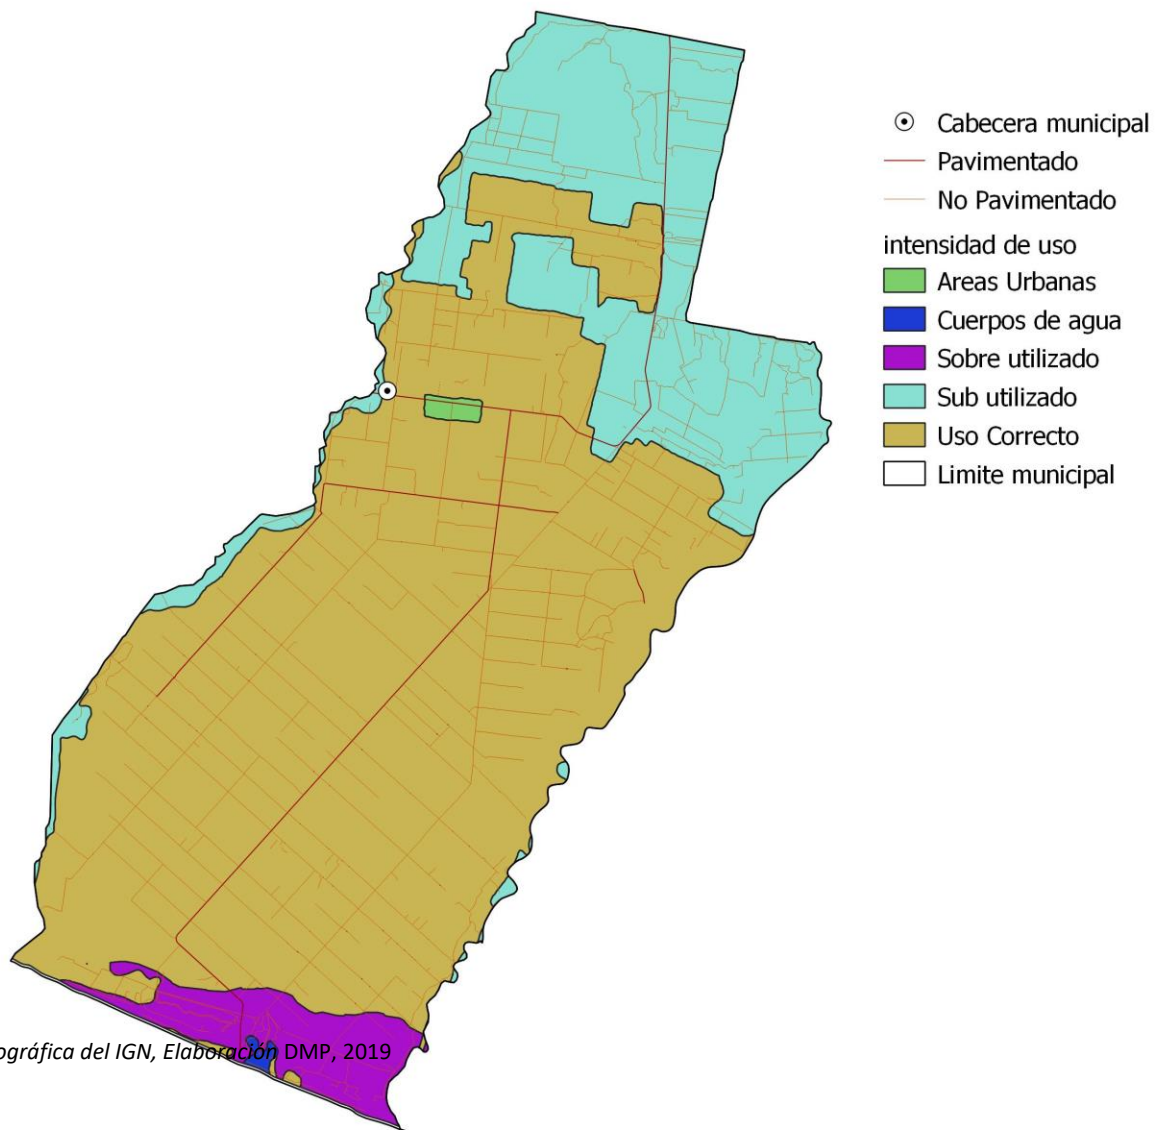 Cabecera municipal
Pavimentado
No Pavimentado
intensidad de uso
Areas Urbanas
Cuerpos de agua
Sobre utilizado
Sub utilizado
Uso Correcto
Limite municipal
ográfica del IGN, Elaboración DMP, 2019